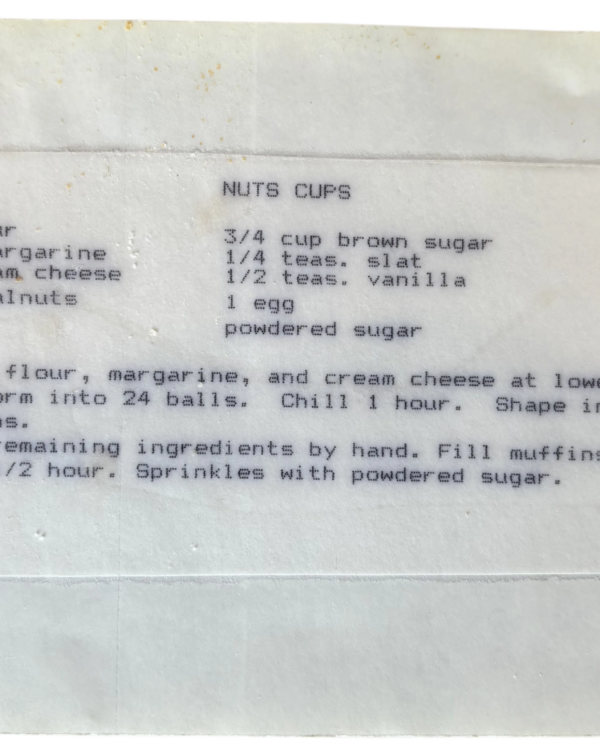 NUTS CUPS
3/4 cup brown sugar
argarine 1/4 teas. slat
am cheese 1/2 teas. vanilla
alnuts 1 egg
powdered sugar
flour, margarine, and cream cheese at lowe
orm into 24 balls. Chill 1 hour. Shape in
ns.
remaining ingredients by hand. Fill muffins
1/2 hour. Sprinkles with powdered sugar.